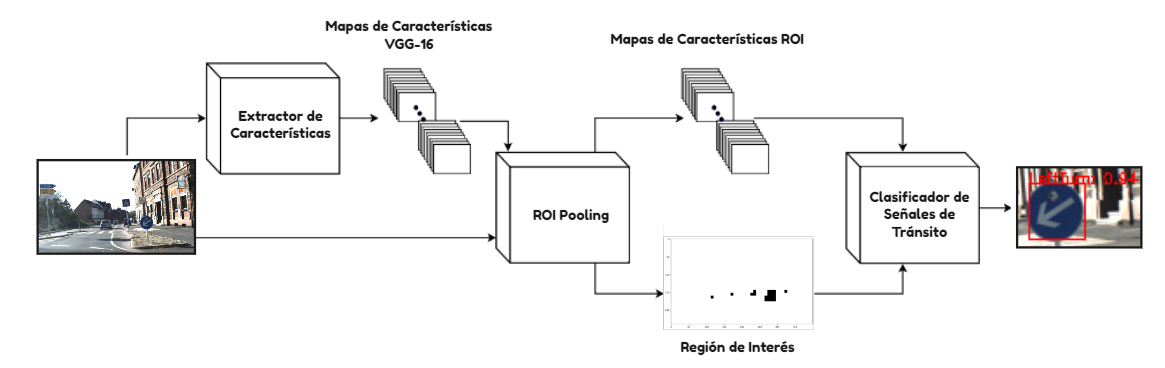 Mapas de Características
VGG-16
Mapas de Características ROI
Extractor de
Características
ROI Pooling
Clasificador de
Señales de
Tránsito
LeftTurn: 0.94
Región de Interés